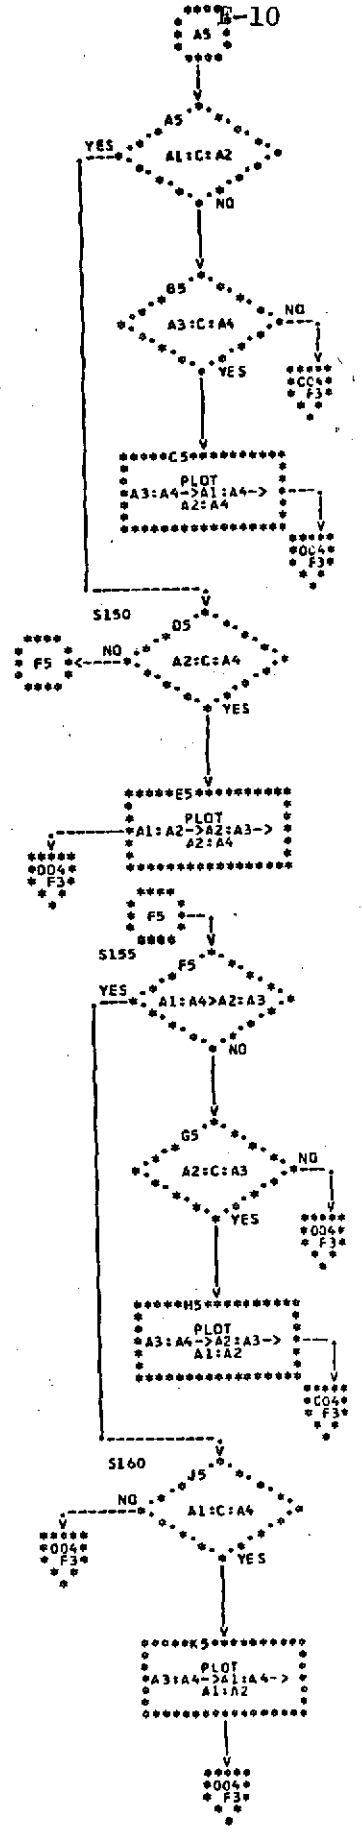 E-10
A5
A5
YES
A1:C:A2
NO
B5
NO
A3:C:A4
YES
004
F3
C5
PLOT
A3:A4->A1:A4->
A2:A4
004
F3
S150
D5
NO
F5
A2:C:A4
YES
E5
PLOT
A1:A2->A2:A3->
A2:A4
004
F3
F5
S155
F5
YES
A1:A4>A2:A3
NO
G5
NO
A2:C:A3
YES
004
F3
H5
PLOT
A3:A4->A2:A3->
A1:A2
004
F3
S160
J5
NO
A1:C:A4
YES
004
F3
K5
PLOT
A3:A4->A1:A4->
A1:A2
004
F3